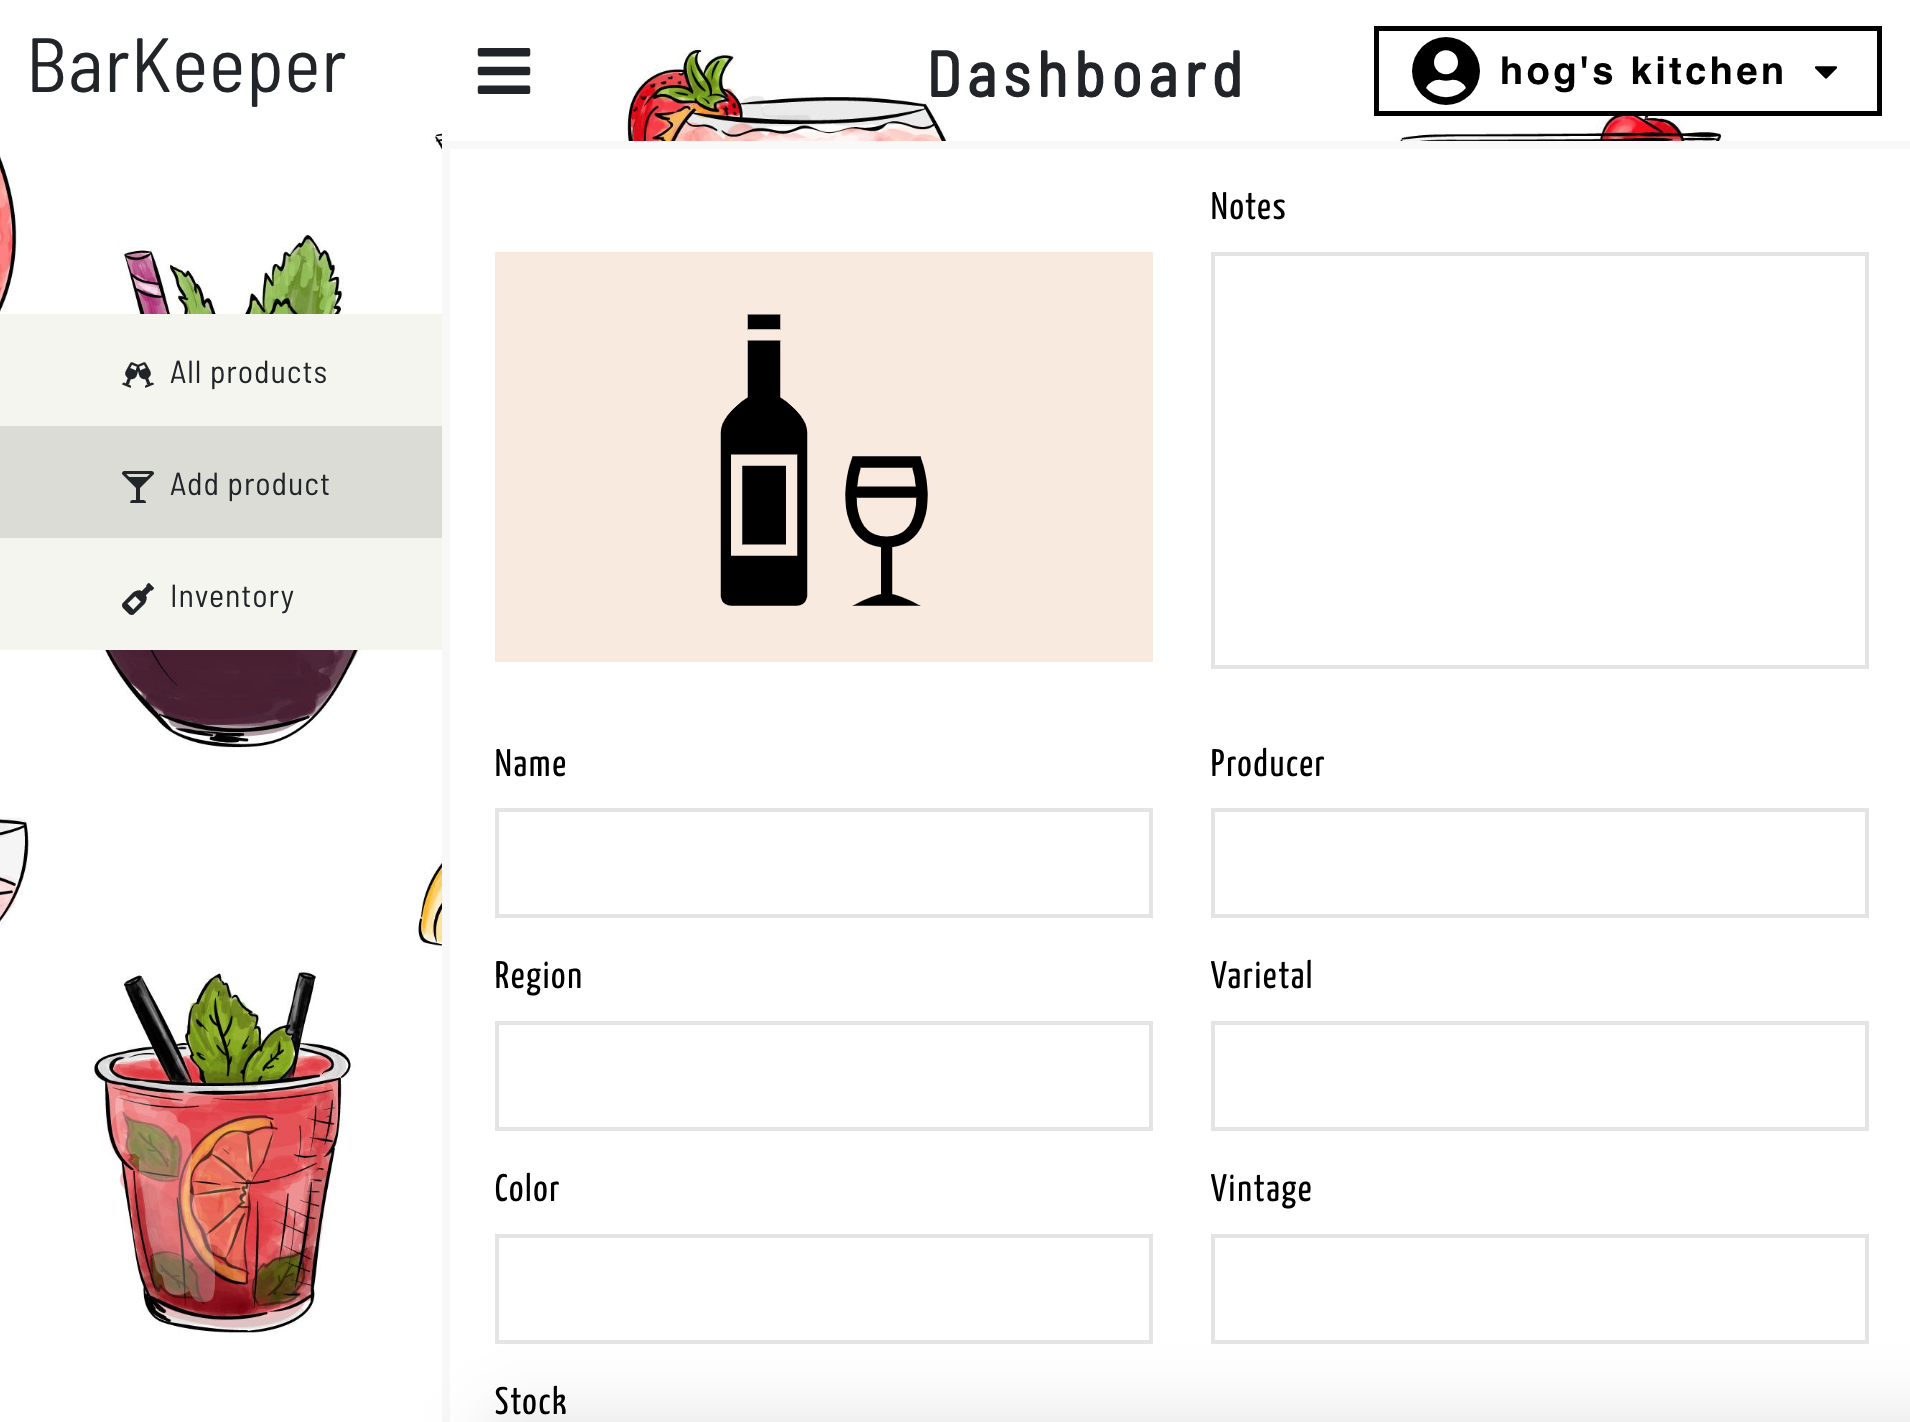 BarKeeper
Dashboard
hog's kitchen
All products
Add product
Inventory
Notes
Name
Producer
Region
Varietal
Color
Vintage
Stock